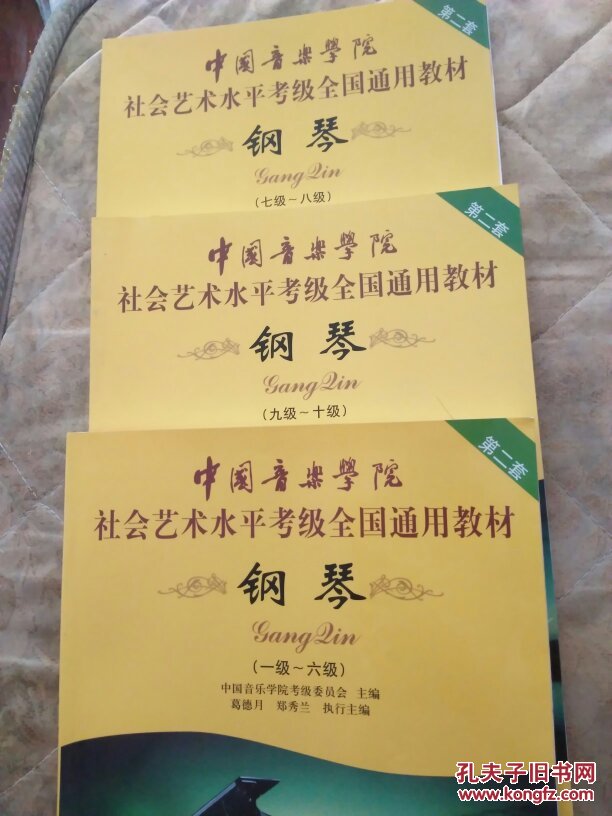 第二套
中国音乐學院
社会艺术水平考级全国通用教材
钢琴
GangQin
(七级~八级)
第二套
中国音乐學院
社会艺术水平考级全国通用教材
钢琴
GangQin
(九级~十级)
第二套
中国音乐學院
社会艺术水平考级全国通用教材
钢琴
GangQin
(一级~六级)
中国音乐学院考级委员会 主编
葛德月 郑秀兰 执行主编
孔夫子旧书网
www.kongfz.com